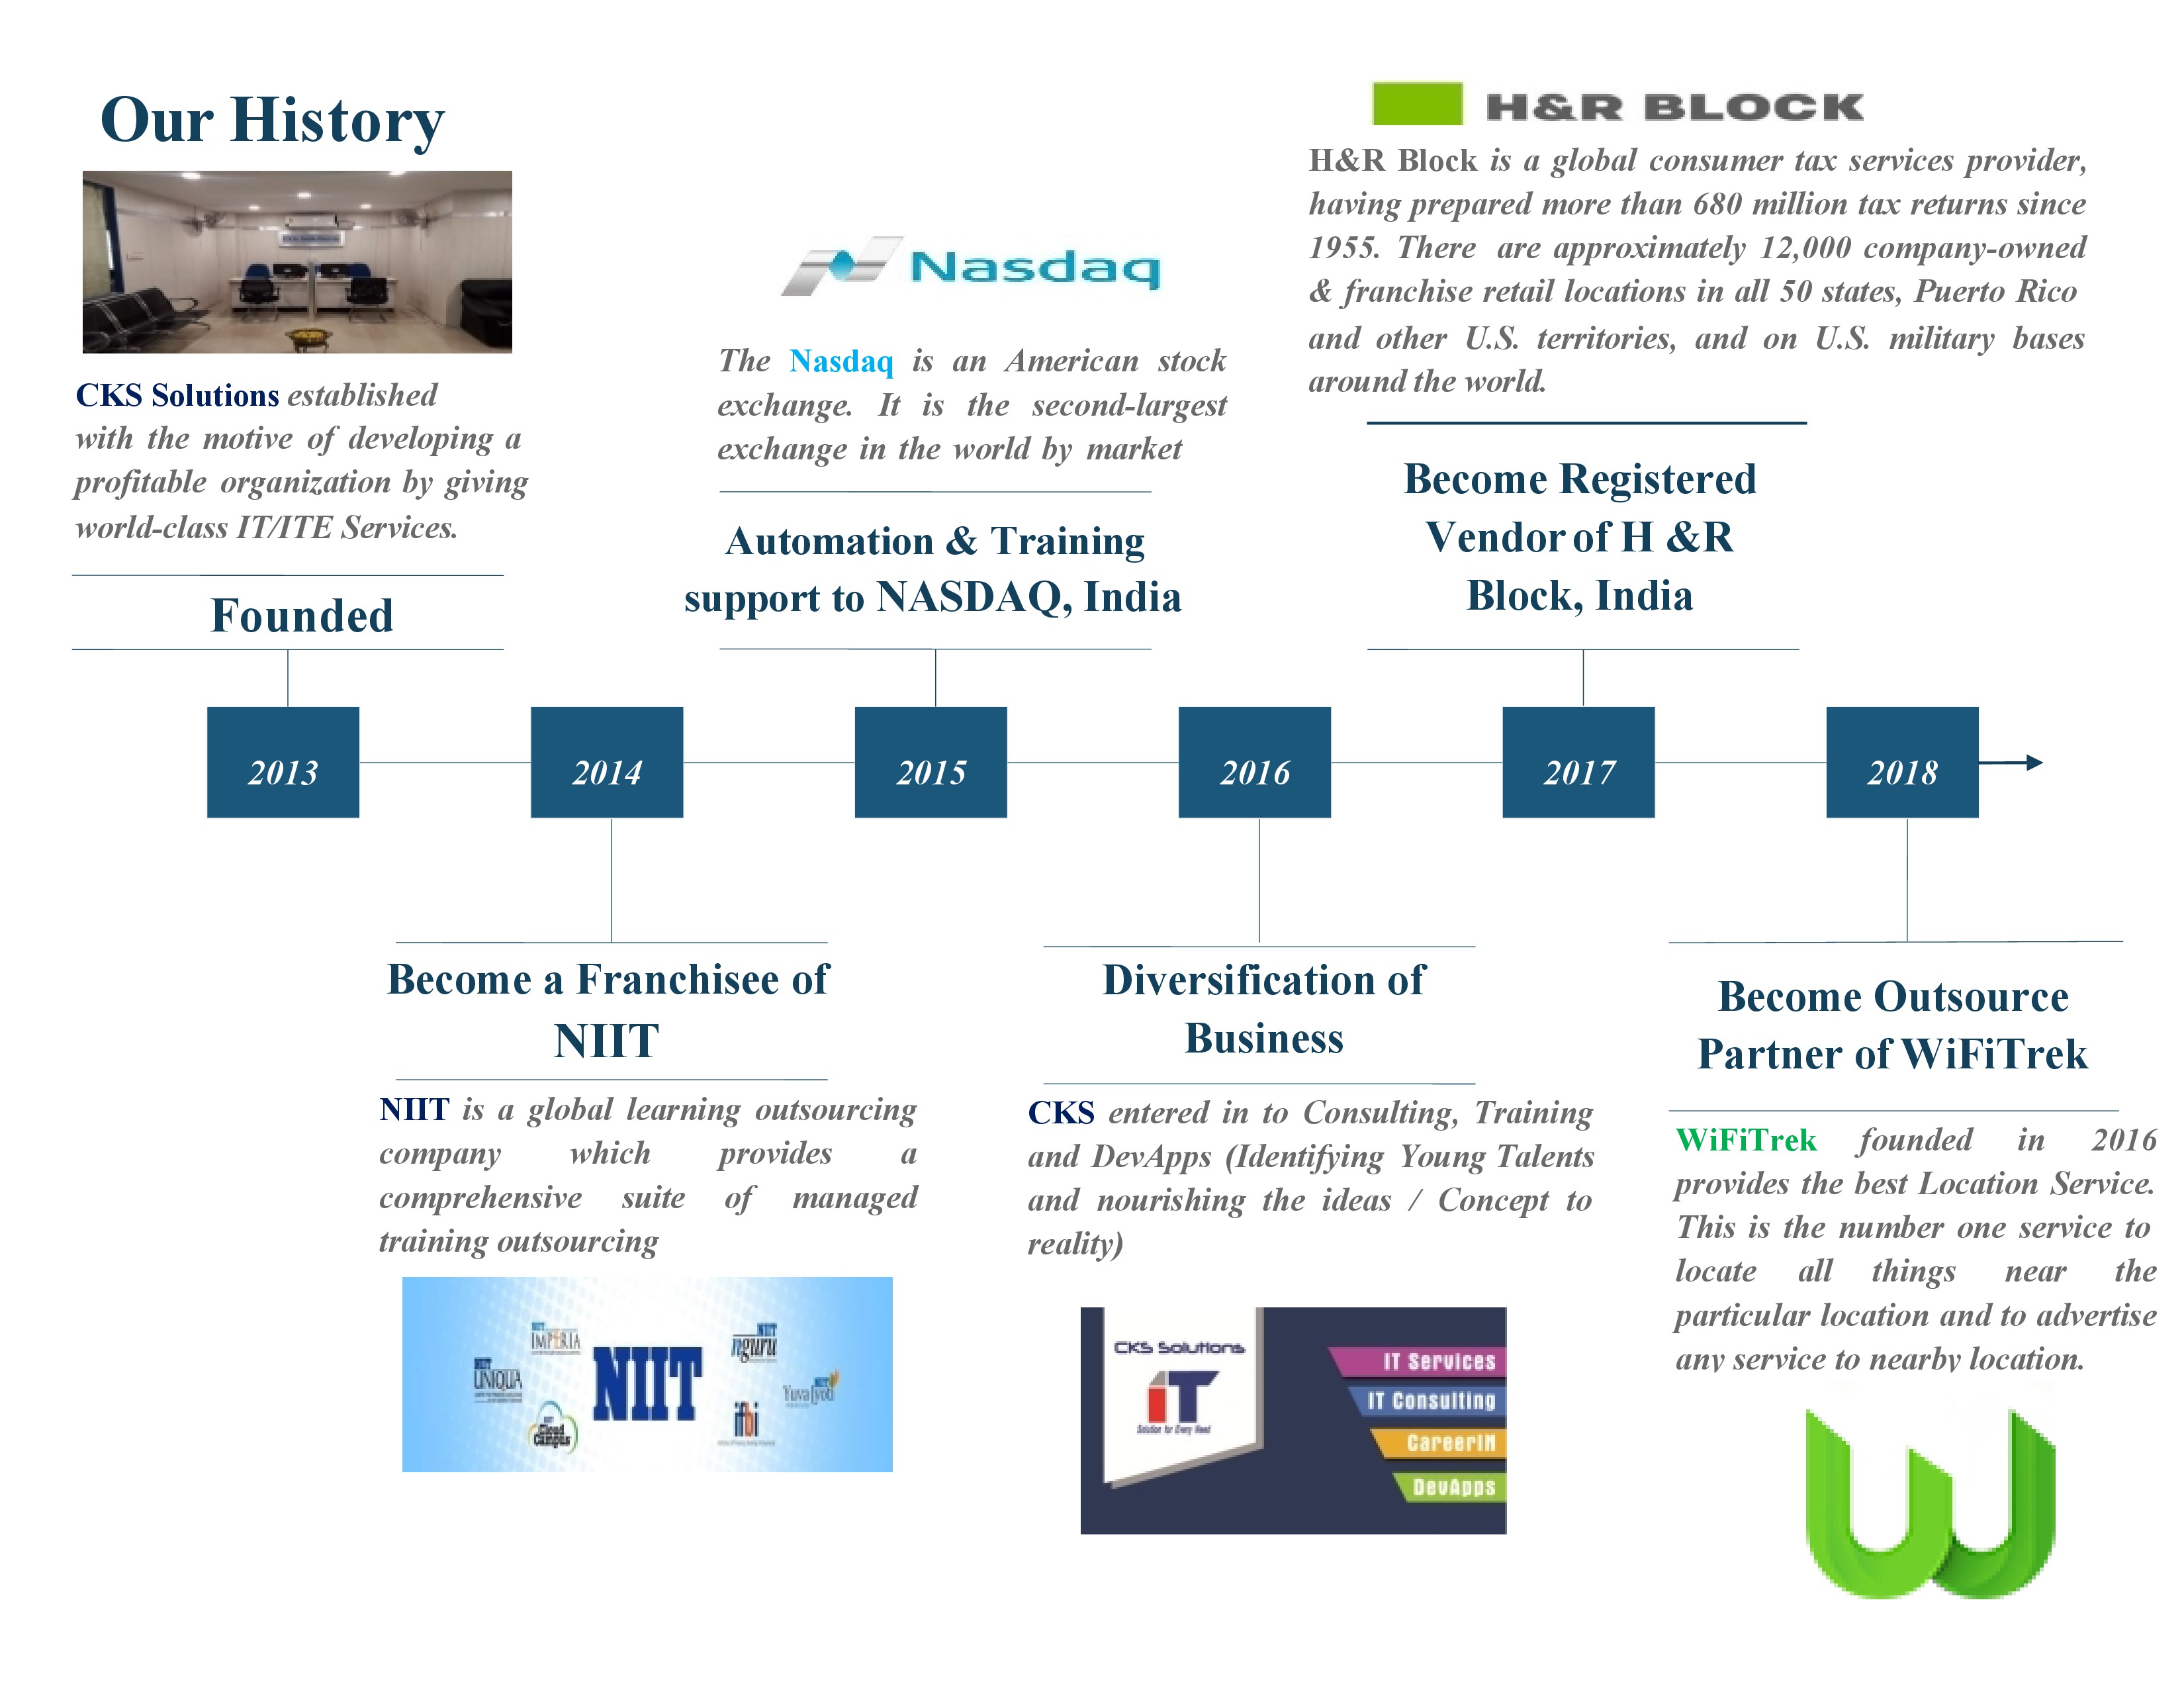 Our History
CKS Solutions established
with the motive of developing a
profitable organization by giving
world-class IT/ITE Services.
Founded
Nasdaq
The Nasdaq is an American stock
exchange. It is the second-largest
exchange in the world by market
Automation & Training
support to NASDAQ, India
H&R BLOCK
H&R Block is a global consumer tax services provider,
having prepared more than 680 million tax returns since
1955. There are approximately 12,000 company-owned
& franchise retail locations in all 50 states, Puerto Rico
and other U.S. territories, and on U.S. military bases
around the world.
Become Registered
Vendor of H &R
Block, India
2013
2014
2015
2016
2017
2018
Become a Franchisee of
NIIT
NIIT is a global learning outsourcing
company which provides a
comprehensive suite of managed
training outsourcing
NIIT
IMPERIA
NIIT
nguru
NIIT
UNIQUA
NIIT
Yuva Jyoti
Cloud
Campus
ifbi
Diversification of
Business
CKS entered in to Consulting, Training
and DevApps (Identifying Young Talents
and nourishing the ideas / Concept to
reality)
CKS Solutions
iT
Solution for Every Need
IT Services
IT Consulting
CareerIN
DevApps
Become Outsource
Partner of WiFiTrek
WiFiTrek founded in 2016
provides the best Location Service.
This is the number one service to
locate all things near the
particular location and to advertise
any service to nearby location.